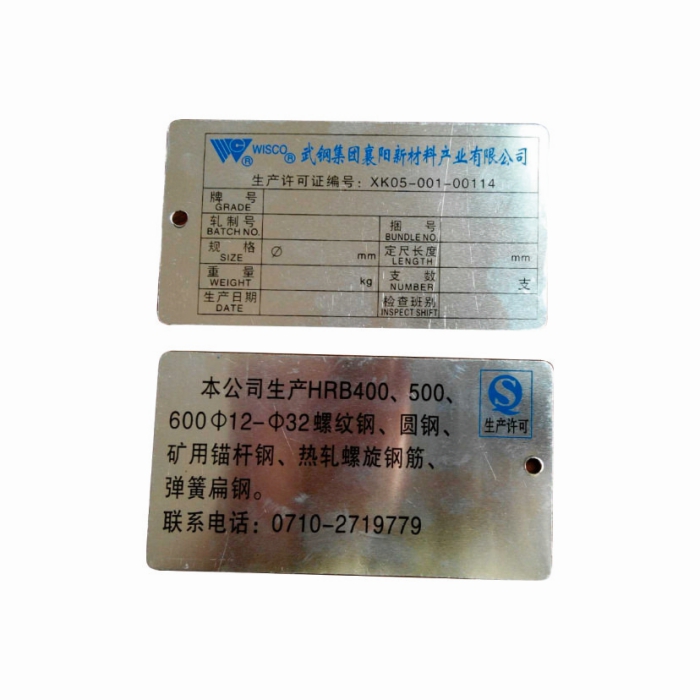 WG® WISCO® 武钢集团襄阳新材料产业有限公司
生产许可证编号：XK05-001-00114
牌 号
GRADE
轧制号 捆 号
BATCH NO. BUNDLE NO.
规 格 Ø mm 定尺长度 mm
SIZE LENGTH
重 量 kg 支 数 支
WEIGHT NUMBER
生产日期 检查班别
DATE INSPECT SHIFT
本公司生产HRB400、500、
600Φ12-Φ32螺纹钢、圆钢、
矿用锚杆钢、热轧螺旋钢筋、
弹簧扁钢。
联系电话：0710-2719779
QS
生产许可